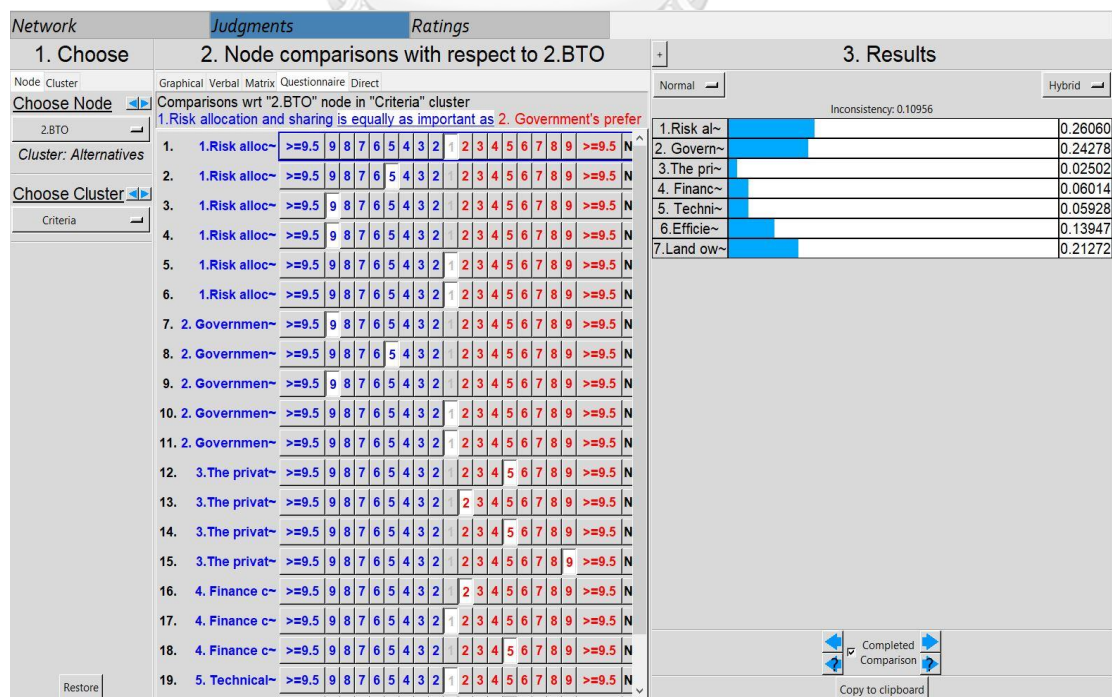 Network Judgments Ratings
1. Choose
Node Cluster
Choose Node
2.BTO
Cluster: Alternatives
Choose Cluster
Criteria
Restore
2. Node comparisons with respect to 2.BTO
Graphical Verbal Matrix Questionnaire Direct
Comparisons wrt "2.BTO" node in "Criteria" cluster
1.Risk allocation and sharing is equally as important as 2. Government's prefer
1. 1.Risk alloc~ >=9.5 9 8 7 6 5 4 3 2 1 2 3 4 5 6 7 8 9 >=9.5 N
2. 1.Risk alloc~ >=9.5 9 8 7 6 5 4 3 2 1 2 3 4 5 6 7 8 9 >=9.5 N
3. 1.Risk alloc~ >=9.5 9 8 7 6 5 4 3 2 1 2 3 4 5 6 7 8 9 >=9.5 N
4. 1.Risk alloc~ >=9.5 9 8 7 6 5 4 3 2 1 2 3 4 5 6 7 8 9 >=9.5 N
5. 1.Risk alloc~ >=9.5 9 8 7 6 5 4 3 2 1 2 3 4 5 6 7 8 9 >=9.5 N
6. 1.Risk alloc~ >=9.5 9 8 7 6 5 4 3 2 1 2 3 4 5 6 7 8 9 >=9.5 N
7. 2. Governmen~ >=9.5 9 8 7 6 5 4 3 2 1 2 3 4 5 6 7 8 9 >=9.5 N
8. 2. Governmen~ >=9.5 9 8 7 6 5 4 3 2 1 2 3 4 5 6 7 8 9 >=9.5 N
9. 2. Governmen~ >=9.5 9 8 7 6 5 4 3 2 1 2 3 4 5 6 7 8 9 >=9.5 N
10. 2. Governmen~ >=9.5 9 8 7 6 5 4 3 2 1 2 3 4 5 6 7 8 9 >=9.5 N
11. 2. Governmen~ >=9.5 9 8 7 6 5 4 3 2 1 2 3 4 5 6 7 8 9 >=9.5 N
12. 3.The privat~ >=9.5 9 8 7 6 5 4 3 2 1 2 3 4 5 6 7 8 9 >=9.5 N
13. 3.The privat~ >=9.5 9 8 7 6 5 4 3 2 1 2 3 4 5 6 7 8 9 >=9.5 N
14. 3.The privat~ >=9.5 9 8 7 6 5 4 3 2 1 2 3 4 5 6 7 8 9 >=9.5 N
15. 3.The privat~ >=9.5 9 8 7 6 5 4 3 2 1 2 3 4 5 6 7 8 9 >=9.5 N
16. 4. Finance c~ >=9.5 9 8 7 6 5 4 3 2 1 2 3 4 5 6 7 8 9 >=9.5 N
17. 4. Finance c~ >=9.5 9 8 7 6 5 4 3 2 1 2 3 4 5 6 7 8 9 >=9.5 N
18. 4. Finance c~ >=9.5 9 8 7 6 5 4 3 2 1 2 3 4 5 6 7 8 9 >=9.5 N
19. 5. Technical~ >=9.5 9 8 7 6 5 4 3 2 1 2 3 4 5 6 7 8 9 >=9.5 N
+ 3. Results
Normal Hybrid
Inconsistency: 0.10956
1.Risk al~ 0.26060
2. Govern~ 0.24278
3.The pri~ 0.02502
4. Financ~ 0.06014
5. Techni~ 0.05928
6.Efficie~ 0.13947
7.Land ow~ 0.21272
Completed
Comparison
Copy to clipboard